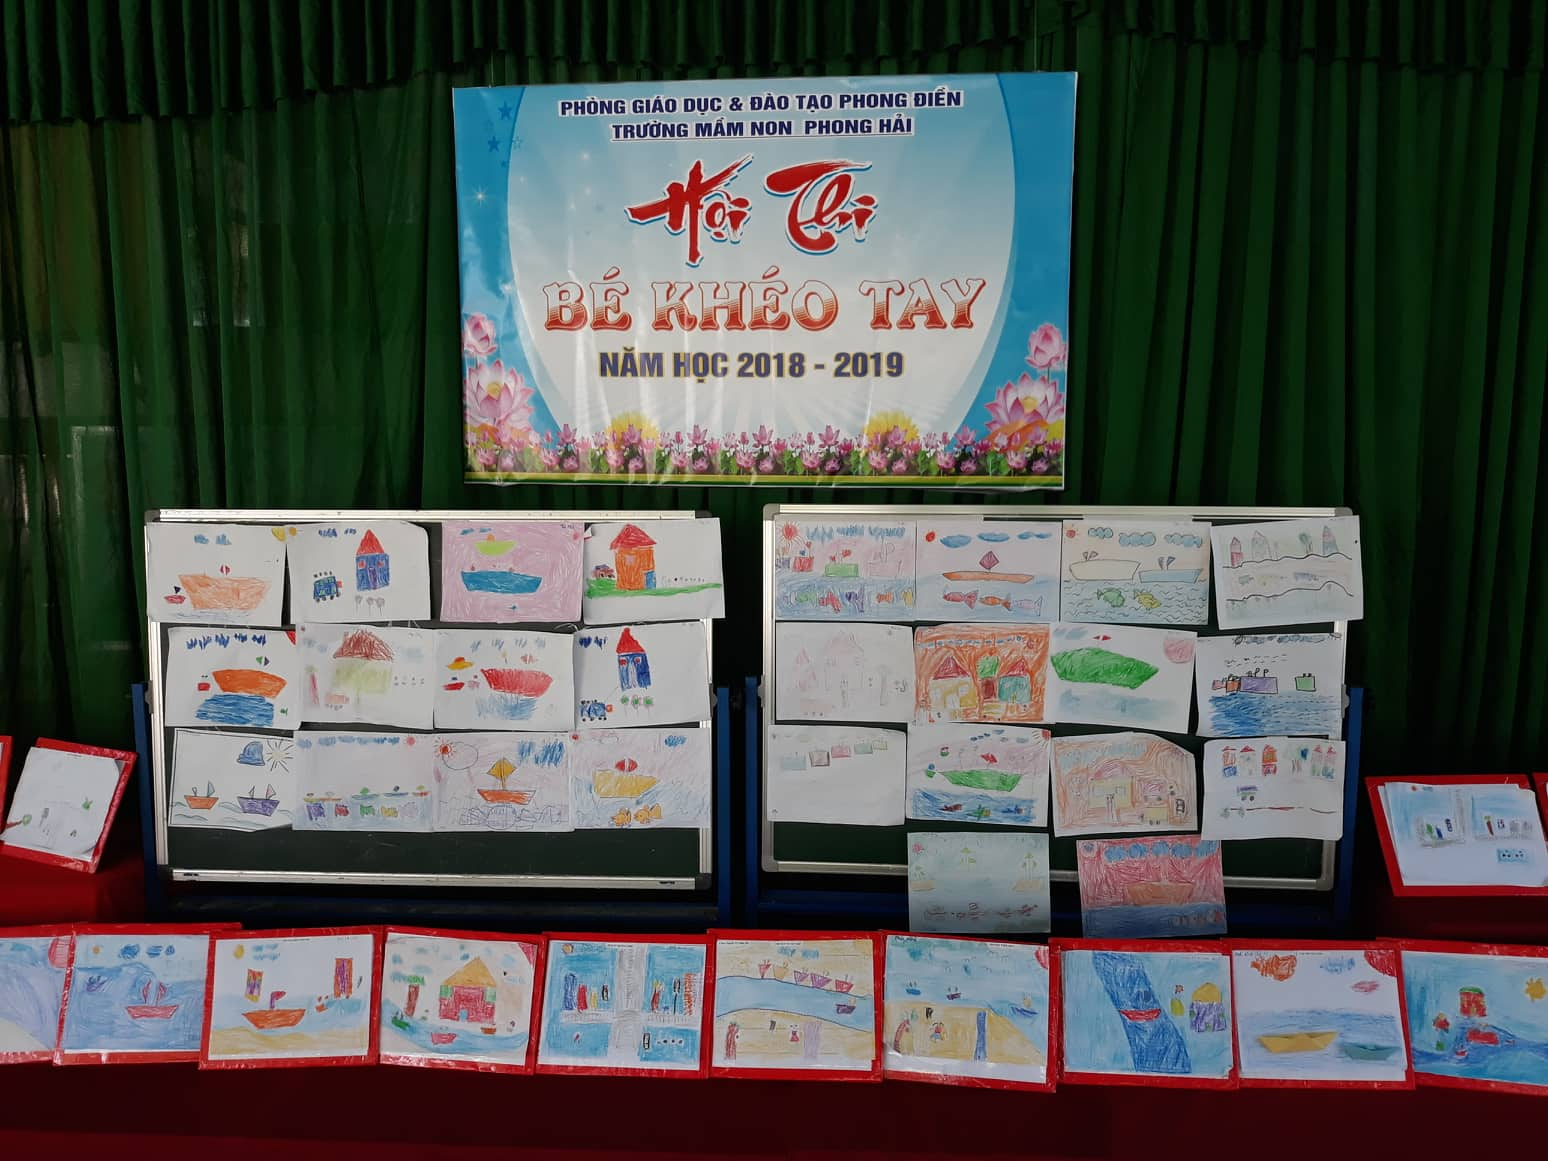 PHÒNG GIÁO DỤC & ĐÀO TẠO PHONG ĐIỀN
TRƯỜNG MẦM NON PHONG HẢI
Hội Thi
BÉ KHÉO TAY
NĂM HỌC 2018 - 2019